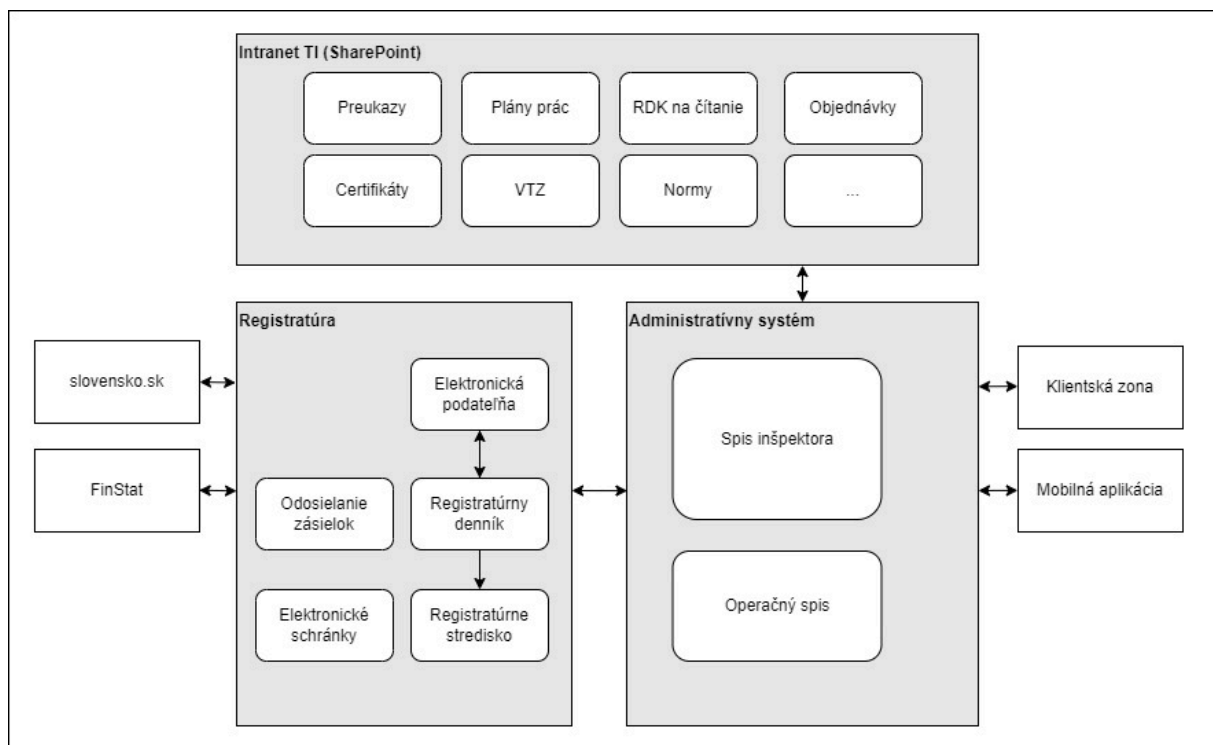 Intranet TI (SharePoint)
Preukazy
Plány prác
RDK na čítanie
Objednávky
Certifikáty
VTZ
Normy
...
Registratúra
slovensko.sk
FinStat
Elektronická
podateľňa
Odosielanie
zásielok
Registratúrny
denník
Elektronické
schránky
Registratúrne
stredisko
Administratívny systém
Spis inšpektora
Operačný spis
Klientská zona
Mobilná aplikácia